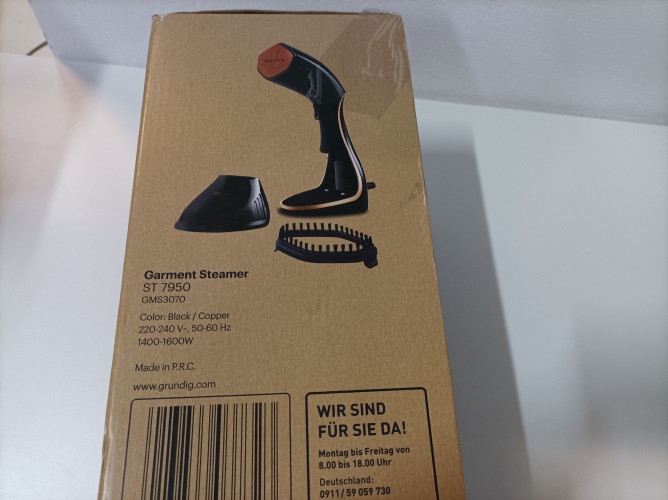 Garment Steamer
ST 7950
GMS3070
Color: Black / Copper
220-240 V~, 50-60 Hz
1400-1600W
Made in P.R.C.
www.grundig.com
WIR SIND
FÜR SIE DA!
Montag bis Freitag von
8.00 bis 18.00 Uhr
Deutschland:
0911 / 59 059 730